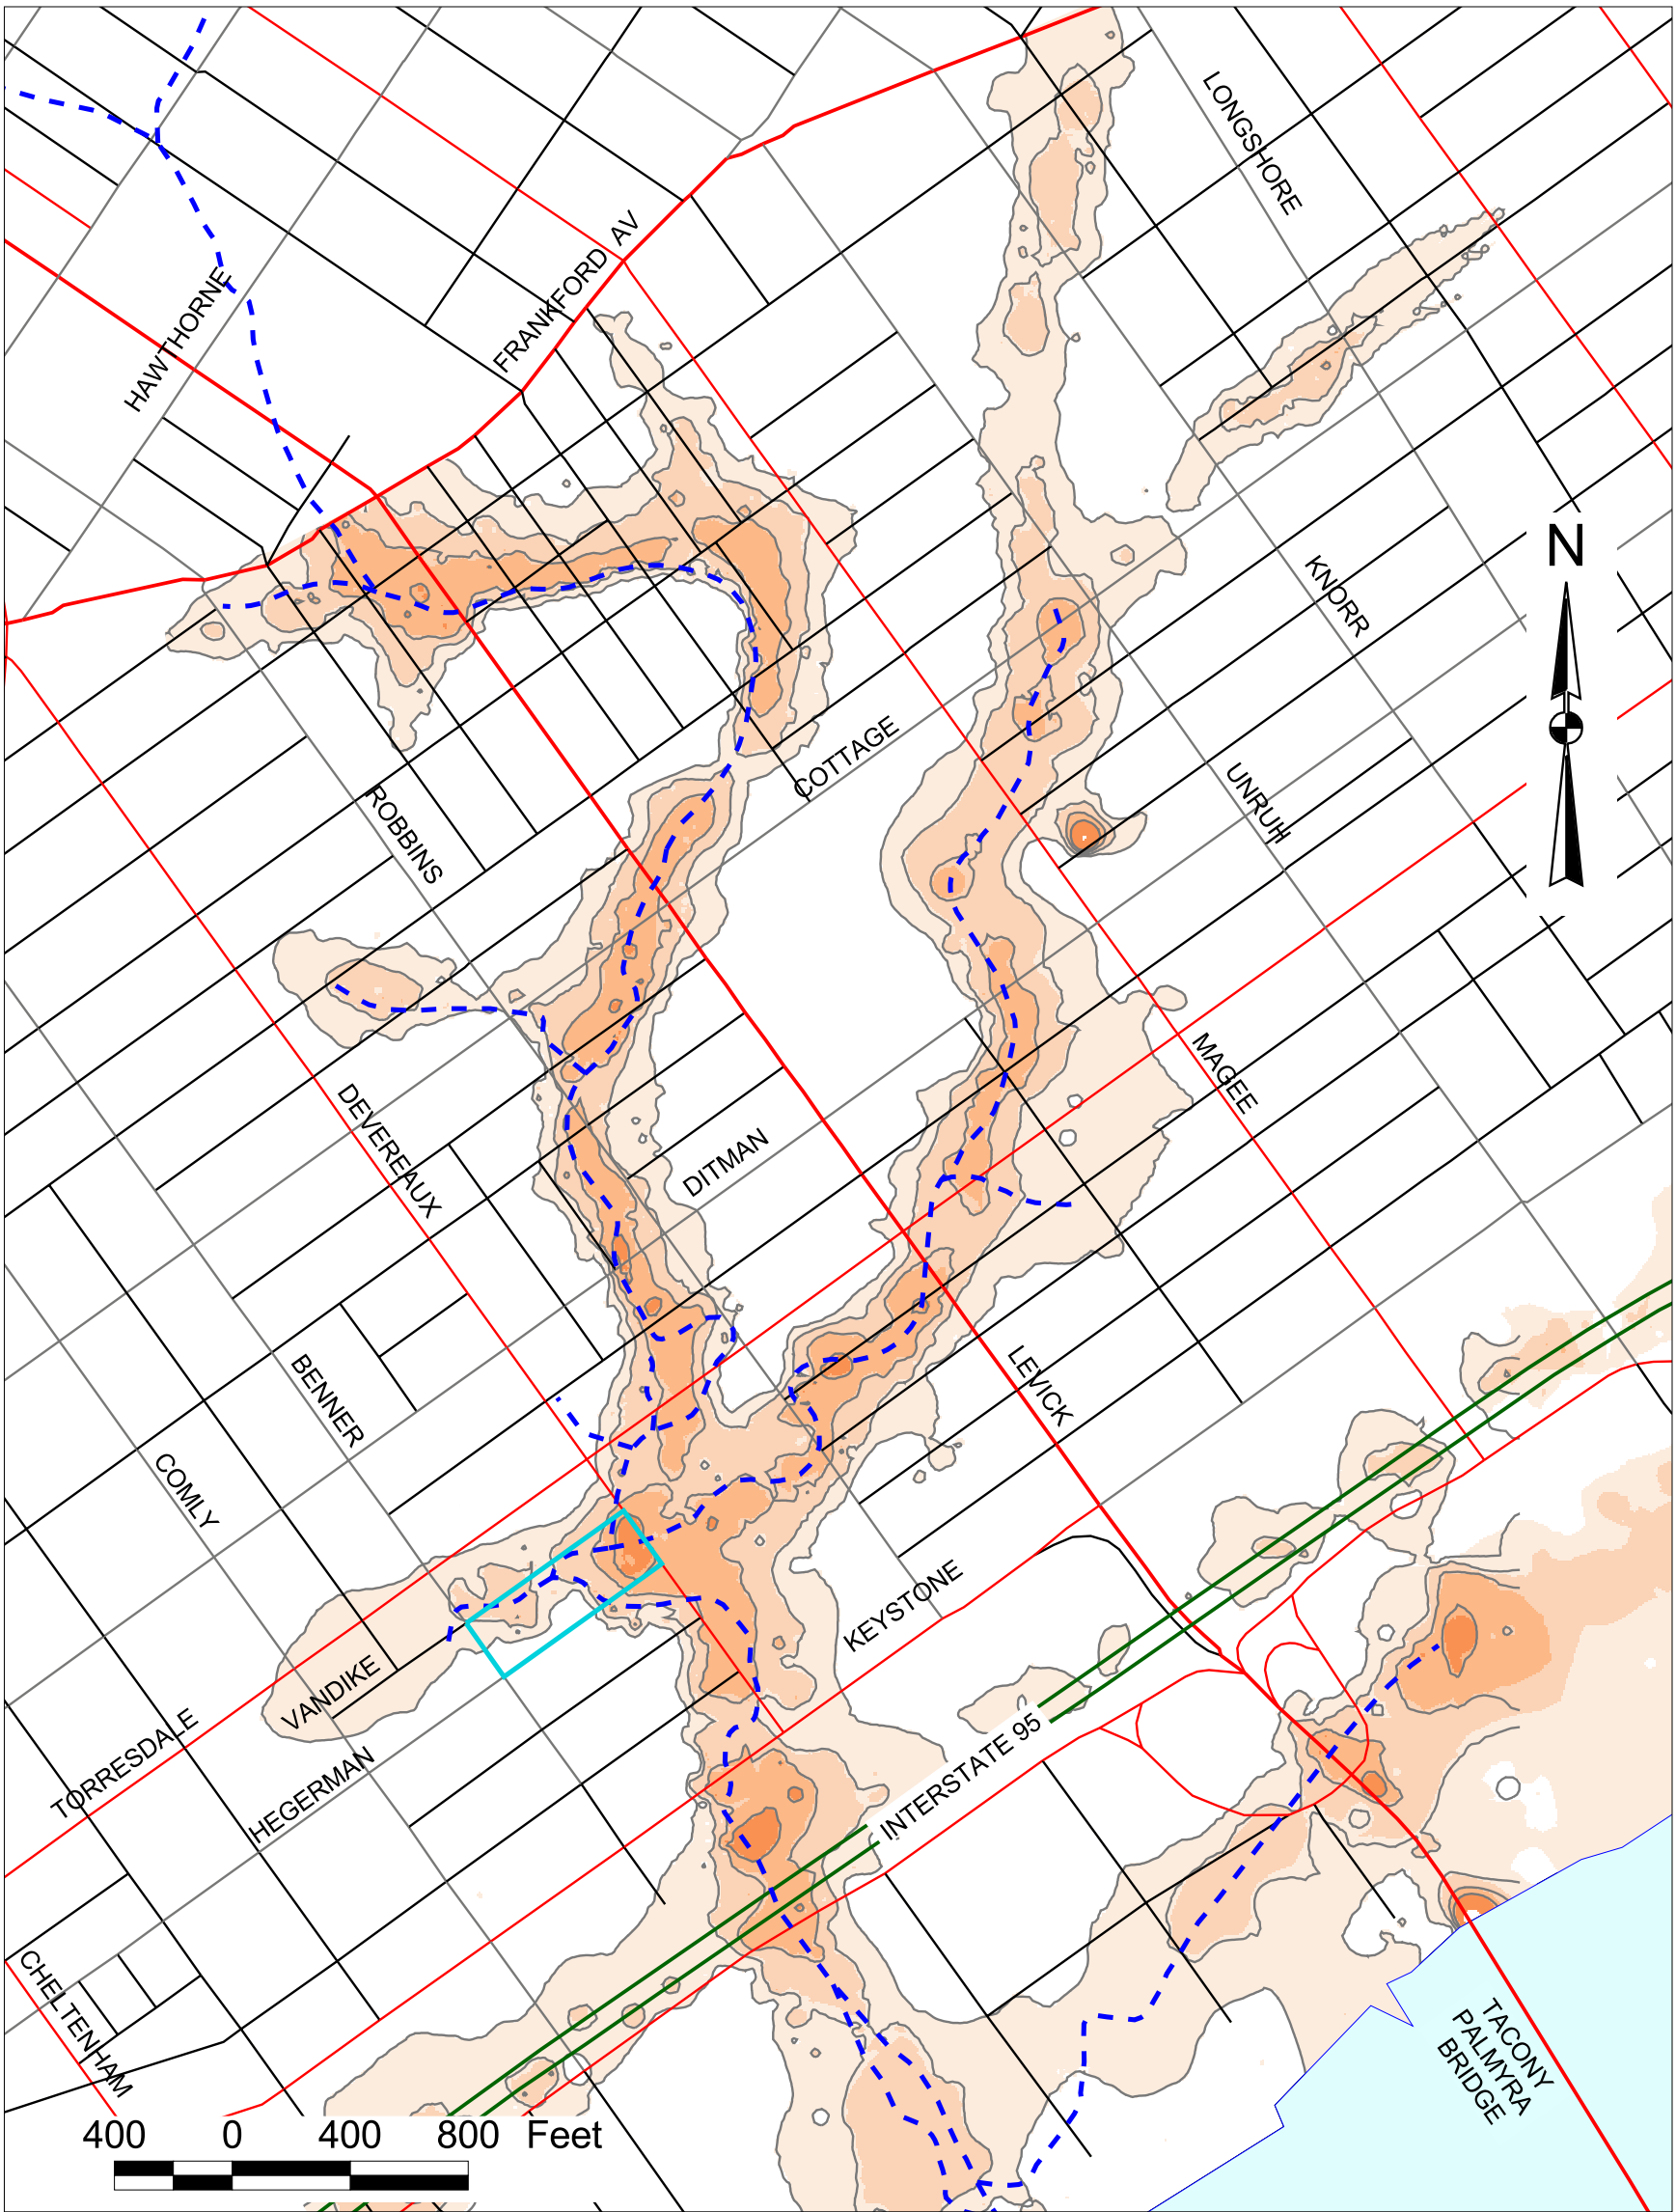 LONGSHORE
FRANKFORD AV
HAWTHORNE
N
KNORR
COTTAGE
UNRUH
ROBBINS
MAGEE
DEVEREAUX
DITMAN
LEVICK
BENNER
COMLY
KEYSTONE
VANDIKE
TORRESDALE
INTERSTATE 95
HEGERMAN
CHELTENHAM
TACONY
PALMYRA
BRIDGE
400 0 400 800 Feet